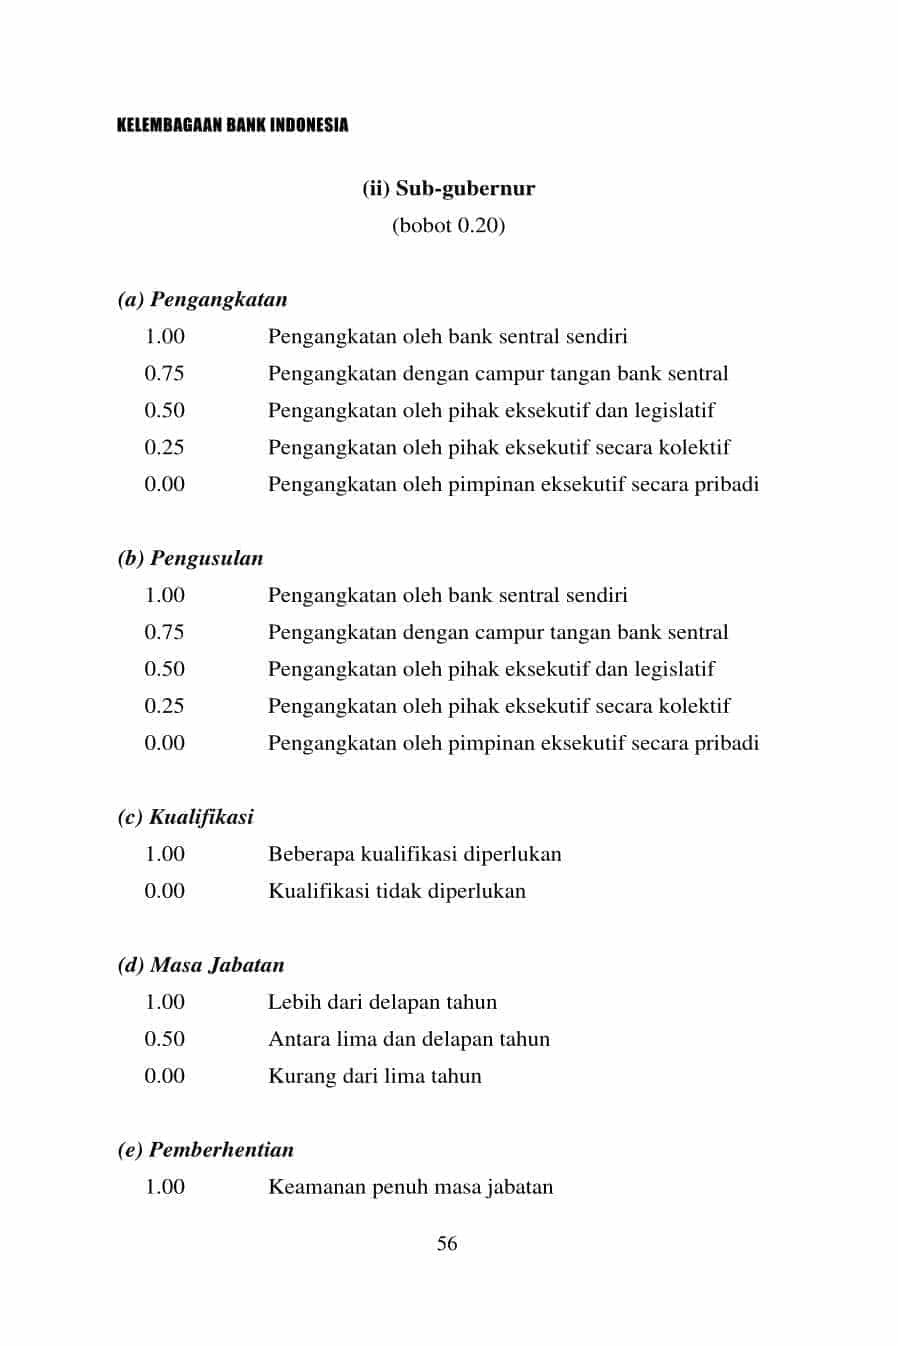 KELEMBAGAAN BANK INDONESIA
(ii) Sub-gubernur
(bobot 0.20)
(a) Pengangkatan
1.00 Pengangkatan oleh bank sentral sendiri
0.75 Pengangkatan dengan campur tangan bank sentral
0.50 Pengangkatan oleh pihak eksekutif dan legislatif
0.25 Pengangkatan oleh pihak eksekutif secara kolektif
0.00 Pengangkatan oleh pimpinan eksekutif secara pribadi
(b) Pengusulan
1.00 Pengangkatan oleh bank sentral sendiri
0.75 Pengangkatan dengan campur tangan bank sentral
0.50 Pengangkatan oleh pihak eksekutif dan legislatif
0.25 Pengangkatan oleh pihak eksekutif secara kolektif
0.00 Pengangkatan oleh pimpinan eksekutif secara pribadi
(c) Kualifikasi
1.00 Beberapa kualifikasi diperlukan
0.00 Kualifikasi tidak diperlukan
(d) Masa Jabatan
1.00 Lebih dari delapan tahun
0.50 Antara lima dan delapan tahun
0.00 Kurang dari lima tahun
(e) Pemberhentian
1.00 Keamanan penuh masa jabatan
56